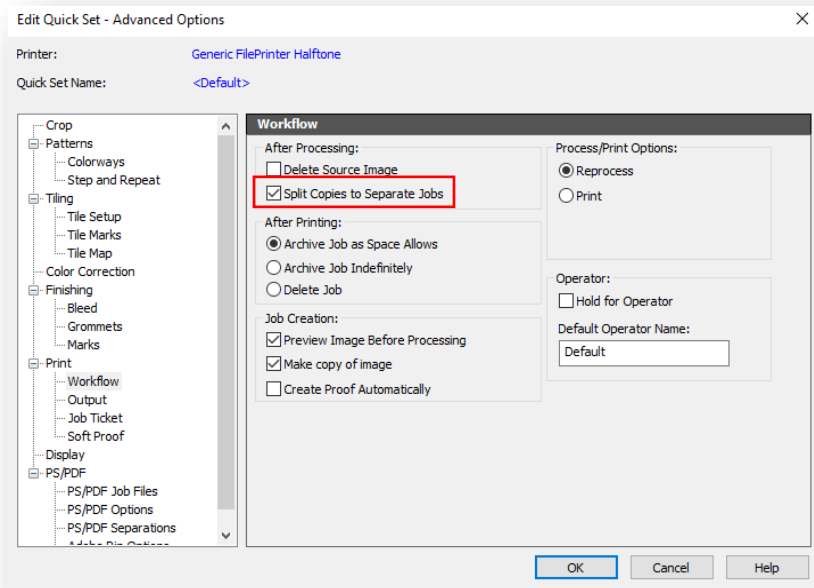 Edit Quick Set - Advanced Options
Printer: Generic FilePrinter Halftone
Quick Set Name: <Default>
Crop
Patterns
Colorways
Step and Repeat
Tiling
Tile Setup
Tile Marks
Tile Map
Color Correction
Finishing
Bleed
Grommets
Marks
Print
Workflow
Output
Job Ticket
Soft Proof
Display
PS/PDF
PS/PDF Job Files
PS/PDF Options
PS/PDF Separations
Adobe Bin Options
Workflow
After Processing:
Delete Source Image
Split Copies to Separate Jobs
After Printing:
Archive Job as Space Allows
Archive Job Indefinitely
Delete Job
Job Creation:
Preview Image Before Processing
Make copy of image
Create Proof Automatically
Process/Print Options:
Reprocess
Print
Operator:
Hold for Operator
Default Operator Name:
Default
OK Cancel Help